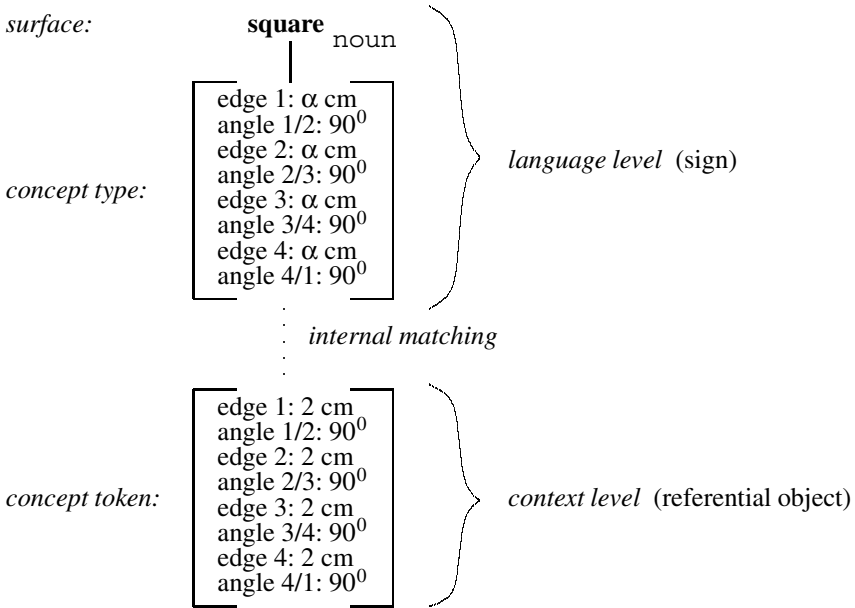 surface: square noun
edge 1: α cm
angle 1/2: 90⁰
edge 2: α cm
language level (sign)
angle 2/3: 90⁰
concept type:
edge 3: α cm
angle 3/4: 90⁰
edge 4: α cm
angle 4/1: 90⁰
internal matching
edge 1: 2 cm
angle 1/2: 90⁰
edge 2: 2 cm
angle 2/3: 90⁰
concept token:
context level (referential object)
edge 3: 2 cm
angle 3/4: 90⁰
edge 4: 2 cm
angle 4/1: 90⁰